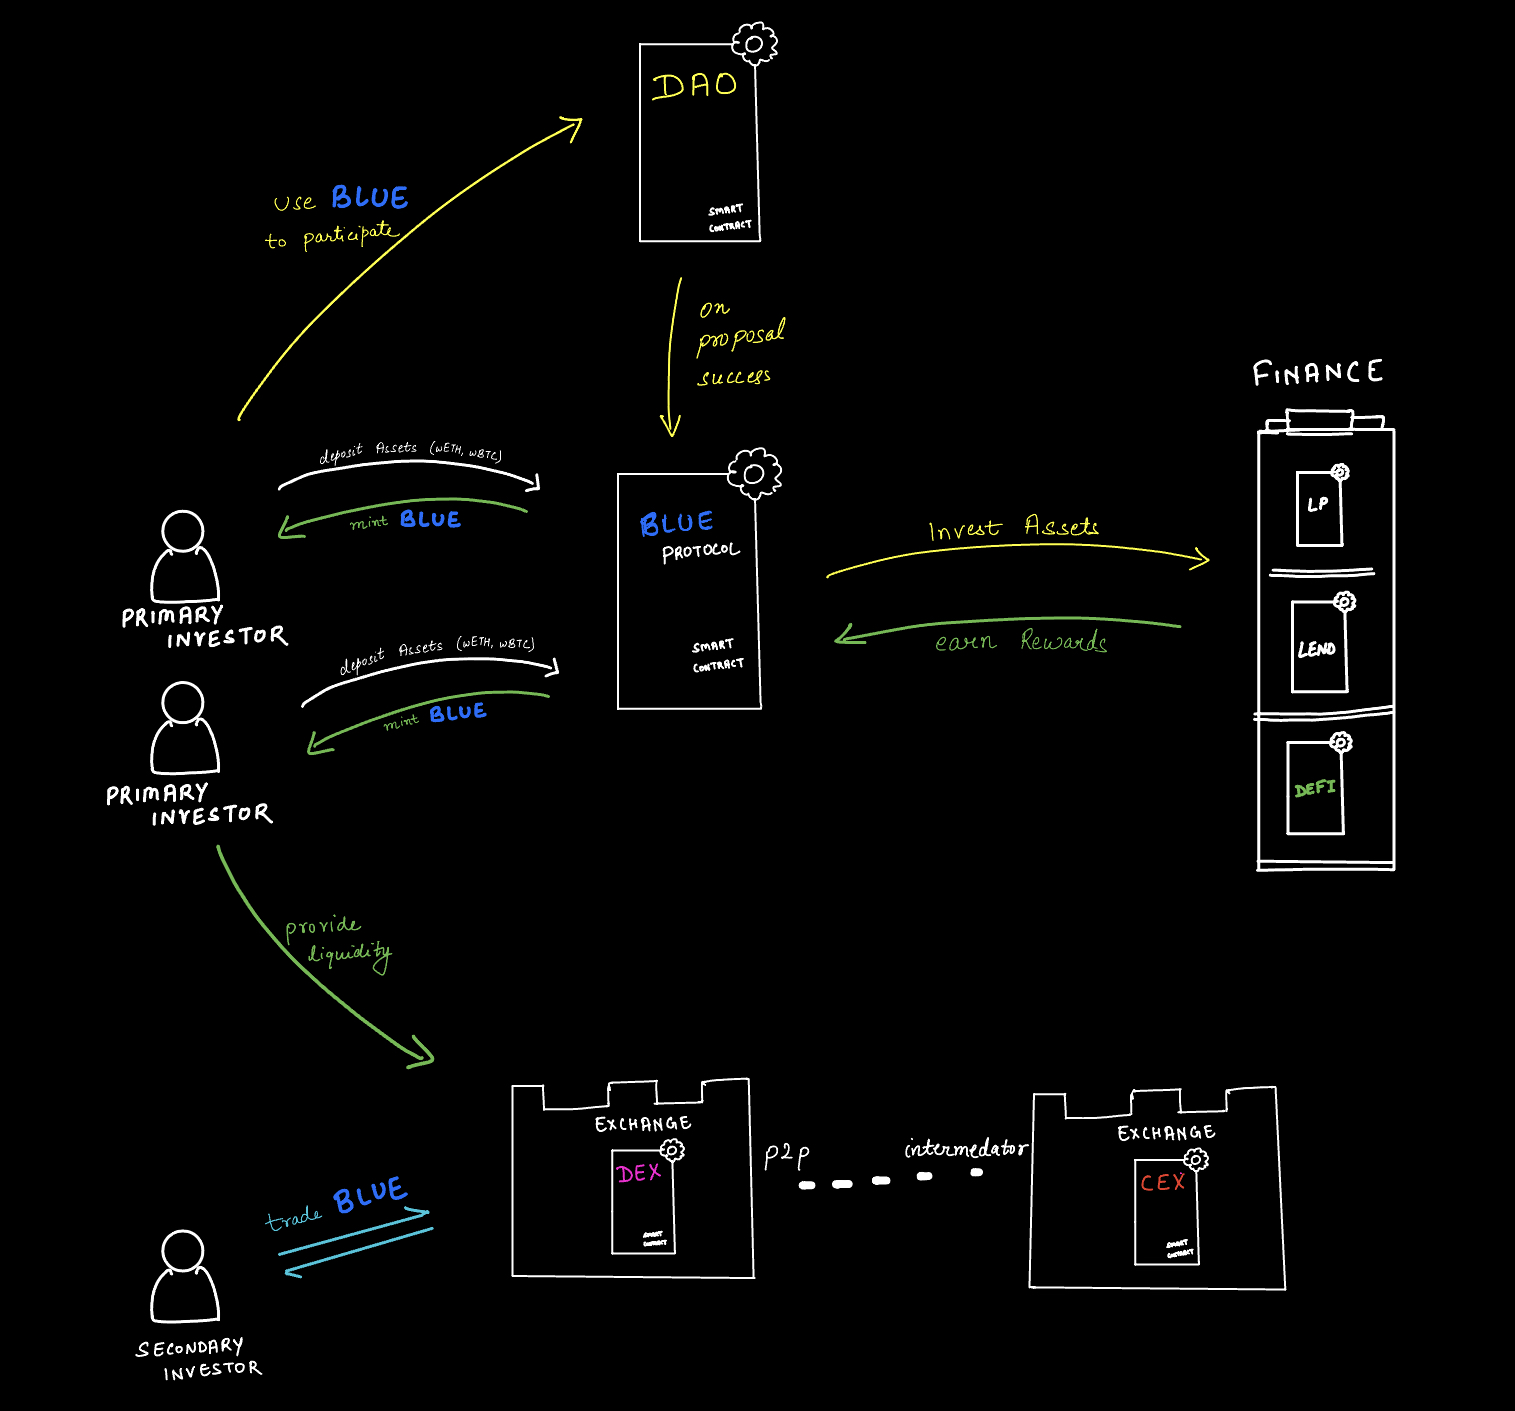 DAO
SMART
CONTRACT
use BLUE
to participate
on
proposal
success
FINANCE
deposit Assets (wETH, wBTC)
mint BLUE
PRIMARY
INVESTOR
BLUE
PROTOCOL
SMART
CONTRACT
Invest Assets
earn Rewards
LP
LEND
DEFI
deposit Assets (wETH, wBTC)
mint BLUE
PRIMARY
INVESTOR
provide
liquidity
EXCHANGE
DEX
SMART
CONTRACT
p2p
intermedator
EXCHANGE
CEX
SMART
CONTRACT
trade BLUE
SECONDARY
INVESTOR